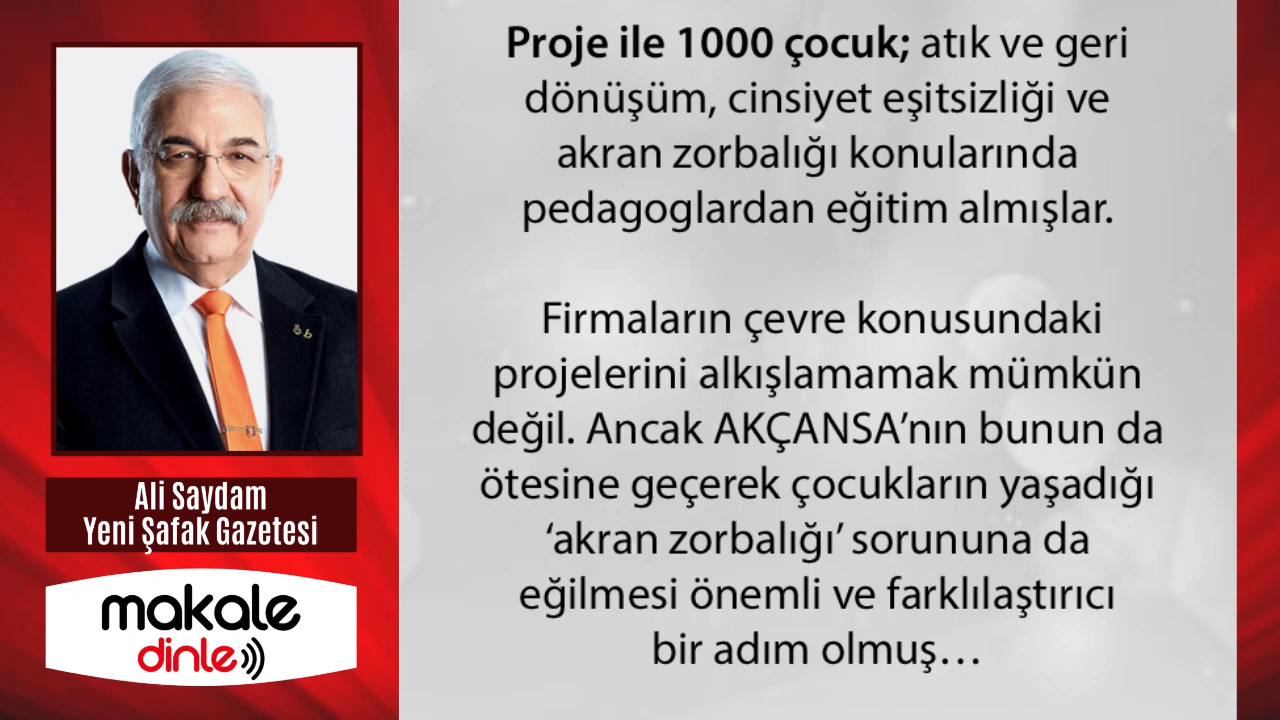 Proje ile 1000 çocuk; atık ve geri
dönüşüm, cinsiyet eşitsizliği ve
akran zorbalığı konularında
pedagoglardan eğitim almışlar.
Firmaların çevre konusundaki
projelerini alkışlamamak mümkün
değil. Ancak AKÇANSA’nın bunun da
ötesine geçerek çocukların yaşadığı
‘akran zorbalığı’ sorununa da
eğilmesi önemli ve farklılaştırıcı
bir adım olmuş…
Ali Saydam
Yeni Şafak Gazetesi
makale
dinle